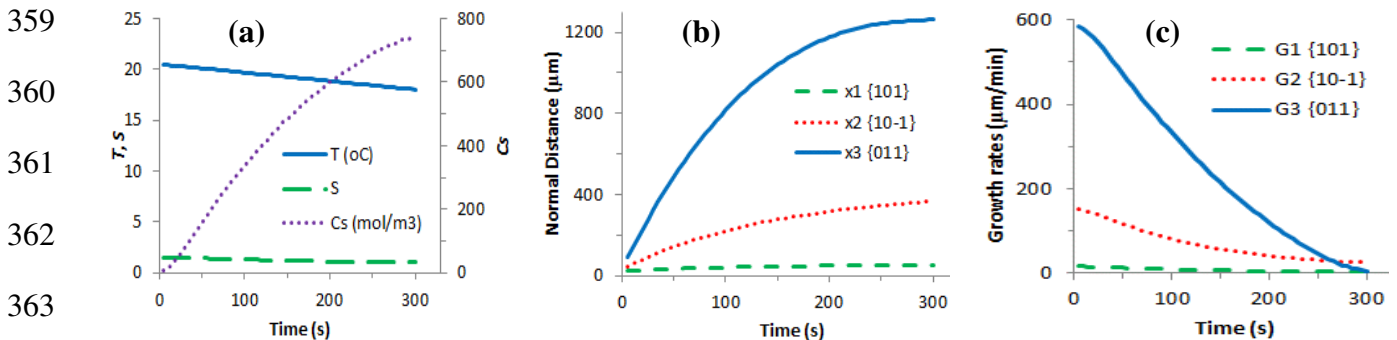 359
360
361
362
363
(a)
25
20
15
10
5
0
T, S
800
600
400
200
0
Cs
T (oC)
S
Cs (mol/m3)
0
100
200
300
Time (s)
(b)
1200
800
400
0
Normal Distance (μm)
x1 {101}
x2 {10-1}
x3 {011}
0
100
200
300
Time (s)
(c)
600
400
200
0
Growth rates (μm/min)
G1 {101}
G2 {10-1}
G3 {011}
0
100
200
300
Time (s)